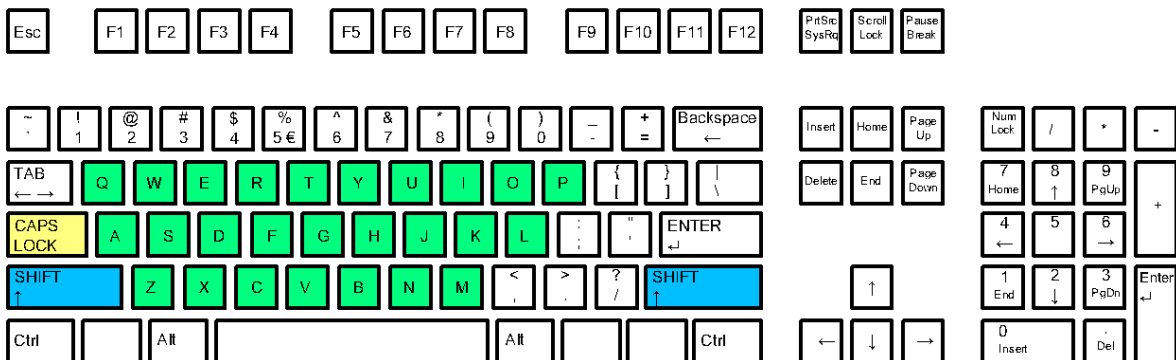 Esc F1 F2 F3 F4 F5 F6 F7 F8 F9 F10 F11 F12 PrtSrc Scroll Pause
SysRq Lock Break
~ ! @ # $ % ^ & * ( ) _ + Backspace Insert Home Page Num / * -
` 1 2 3 4 5 € 6 7 8 9 0 - = ← Up Lock
TAB Q W E R T Y U I O P { } | Delete End Page 7 8 9 +
← → [ ] \ Down Home ↑ PgUp
CAPS A S D F G H J K L : " ENTER 4 5 6
LOCK ; ' ↵ ← →
SHIFT Z X C V B N M < > ? SHIFT ↑ 1 2 3 Enter
↑ , . / ↑ End ↓ PgDn ↵
Ctrl Alt Alt Ctrl ← ↓ → 0 .
Insert Del